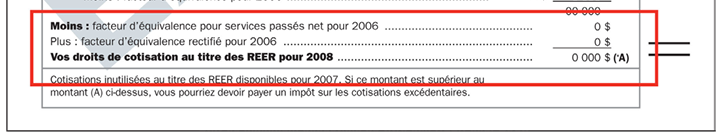 00 000
Moins : facteur d'équivalence pour services passés net pour 2006 ........ 0 $
Plus : facteur d'équivalence rectifié pour 2006 ........ 0 $
Vos droits de cotisation au titre des REER pour 2008 ........ 0 000 $ (*A)
Cotisations inutilisées au titre des REER disponibles pour 2007. Si ce montant est supérieur au
montant (A) ci-dessus, vous pourriez devoir payer un impôt sur les cotisations excédentaires.